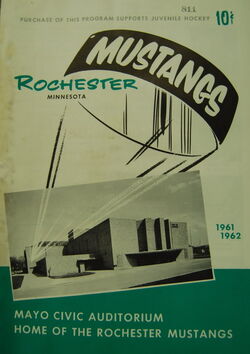 811
PURCHASE OF THIS PROGRAM SUPPORTS JUVENILE HOCKEY 10¢
MUSTANGS
ROCHESTER
MINNESOTA
1961
1962
MAYO CIVIC AUDITORIUM
HOME OF THE ROCHESTER MUSTANGS